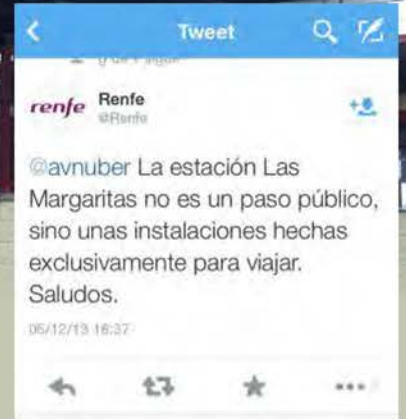 Tweet
renfe
Renfe
@Renfe
@avnuber La estación Las
Margaritas no es un paso público,
sino unas instalaciones hechas
exclusivamente para viajar.
Saludos.
06/12/13 16:37